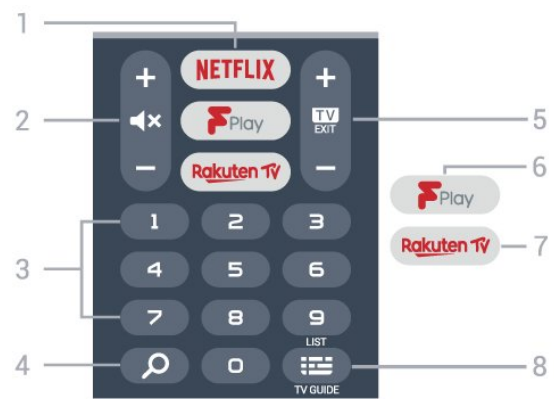 1
NETFLIX
2
+
+
F Play
TV
EXIT
5
−
−
Rakuten TV
6
F Play
1
2
3
Rakuten TV
7
3
4
5
6
7
8
9
LIST
4
0
8
TV GUIDE